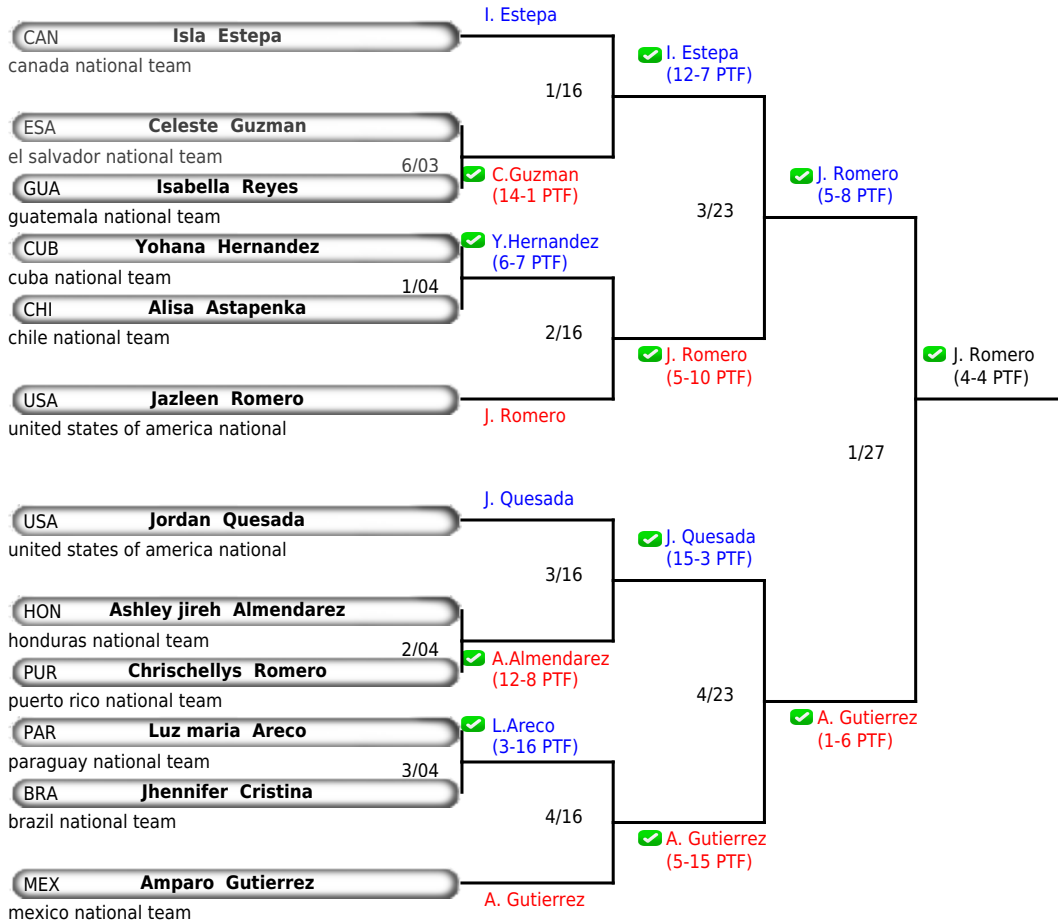 I. Estepa
CAN Isla Estepa
canada national team
I. Estepa
(12-7 PTF)
1/16
ESA Celeste Guzman
el salvador national team
6/03
GUA Isabella Reyes
guatemala national team
C.Guzman
(14-1 PTF)
J. Romero
(5-8 PTF)
3/23
CUB Yohana Hernandez
cuba national team
Y.Hernandez
(6-7 PTF)
1/04
CHI Alisa Astapenka
chile national team
2/16
J. Romero
(5-10 PTF)
J. Romero
(4-4 PTF)
USA Jazleen Romero
united states of america national
J. Romero
1/27
J. Quesada
USA Jordan Quesada
united states of america national
J. Quesada
(15-3 PTF)
3/16
HON Ashley jireh Almendarez
honduras national team
2/04
PUR Chrischellys Romero
puerto rico national team
A.Almendarez
(12-8 PTF)
4/23
PAR Luz maria Areco
paraguay national team
L.Areco
(3-16 PTF)
A. Gutierrez
(1-6 PTF)
3/04
BRA Jhennifer Cristina
brazil national team
4/16
A. Gutierrez
(5-15 PTF)
MEX Amparo Gutierrez
mexico national team
A. Gutierrez